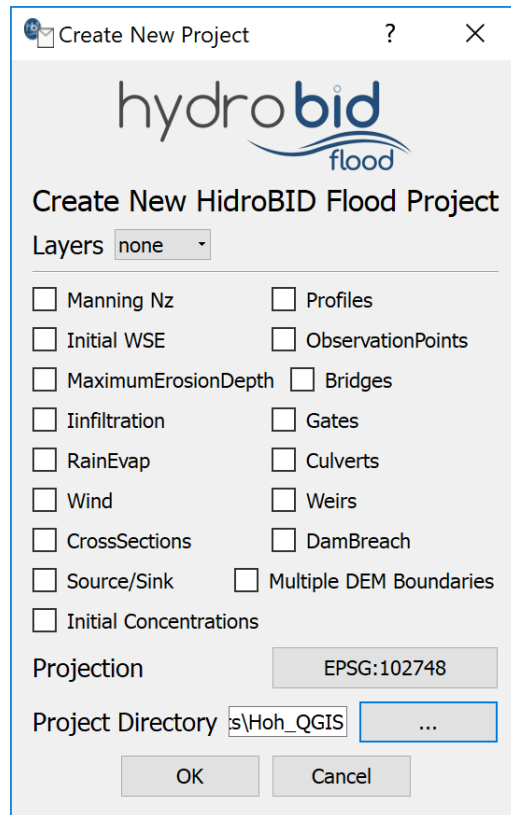 Create New Project ?
hydrobid
flood
Create New HidroBID Flood Project
Layers none
Manning Nz Profiles
Initial WSE ObservationPoints
MaximumErosionDepth Bridges
Iinfiltration Gates
RainEvap Culverts
Wind Weirs
CrossSections DamBreach
Source/Sink Multiple DEM Boundaries
Initial Concentrations
Projection EPSG:102748
Project Directory :s\Hoh_QGIS ...
OK Cancel